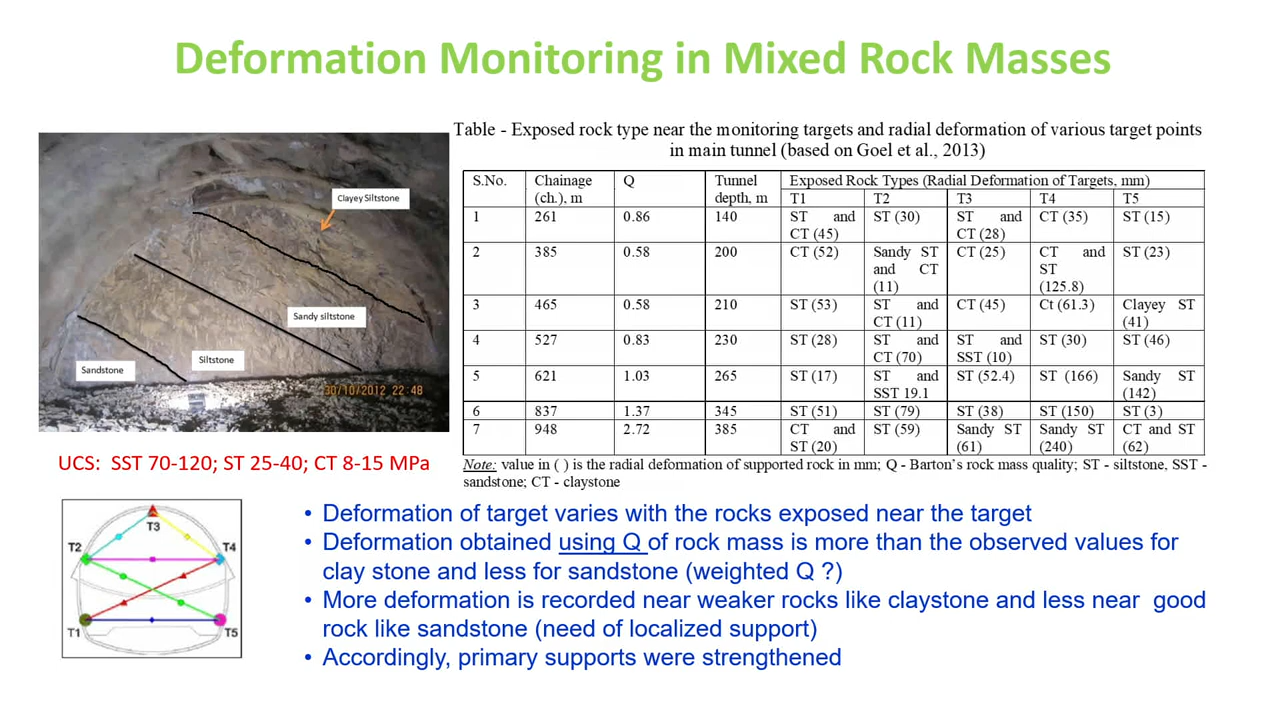 Deformation Monitoring in Mixed Rock Masses
Clayey Siltstone
Sandy siltstone
Siltstone
Sandstone
30/10/2012 22:48
Table - Exposed rock type near the monitoring targets and radial deformation of various target points
in main tunnel (based on Goel et al., 2013)
S.No. Chainage (ch.), m Q Tunnel depth, m Exposed Rock Types (Radial Deformation of Targets, mm)
T1 T2 T3 T4 T5
1 261 0.86 140 ST and CT (45) ST (30) ST and CT (28) CT (35) ST (15)
2 385 0.58 200 CT (52) Sandy ST and CT (11) CT (25) CT and ST (125.8) ST (23)
3 465 0.58 210 ST (53) ST and CT (11) CT (45) Ct (61.3) Clayey ST (41)
4 527 0.83 230 ST (28) ST and CT (70) ST and SST (10) ST (30) ST (46)
5 621 1.03 265 ST (17) ST and SST 19.1 ST (52.4) ST (166) Sandy ST (142)
6 837 1.37 345 ST (51) ST (79) ST (38) ST (150) ST (3)
7 948 2.72 385 CT and ST (20) ST (59) Sandy ST (61) Sandy ST (240) CT and ST (62)
Note: value in ( ) is the radial deformation of supported rock in mm; Q - Barton's rock mass quality; ST - siltstone, SST -
sandstone; CT - claystone
UCS: SST 70-120; ST 25-40; CT 8-15 MPa
T3
T2
T4
T1
T5
• Deformation of target varies with the rocks exposed near the target
• Deformation obtained using Q of rock mass is more than the observed values for
clay stone and less for sandstone (weighted Q ?)
• More deformation is recorded near weaker rocks like claystone and less near good
rock like sandstone (need of localized support)
• Accordingly, primary supports were strengthened